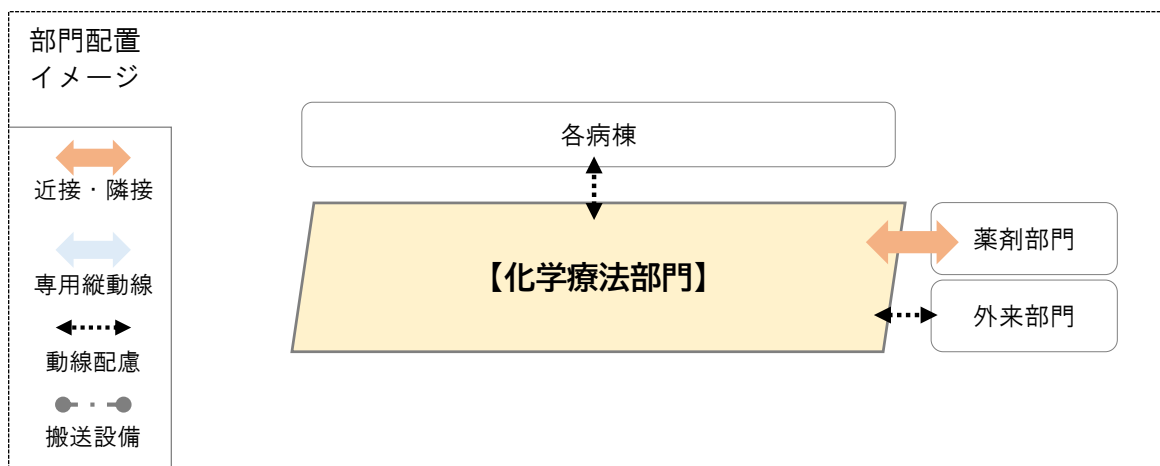 部門配置
イメージ
近接・隣接
専用縦動線
動線配慮
搬送設備
各病棟
【化学療法部門】
薬剤部門
外来部門